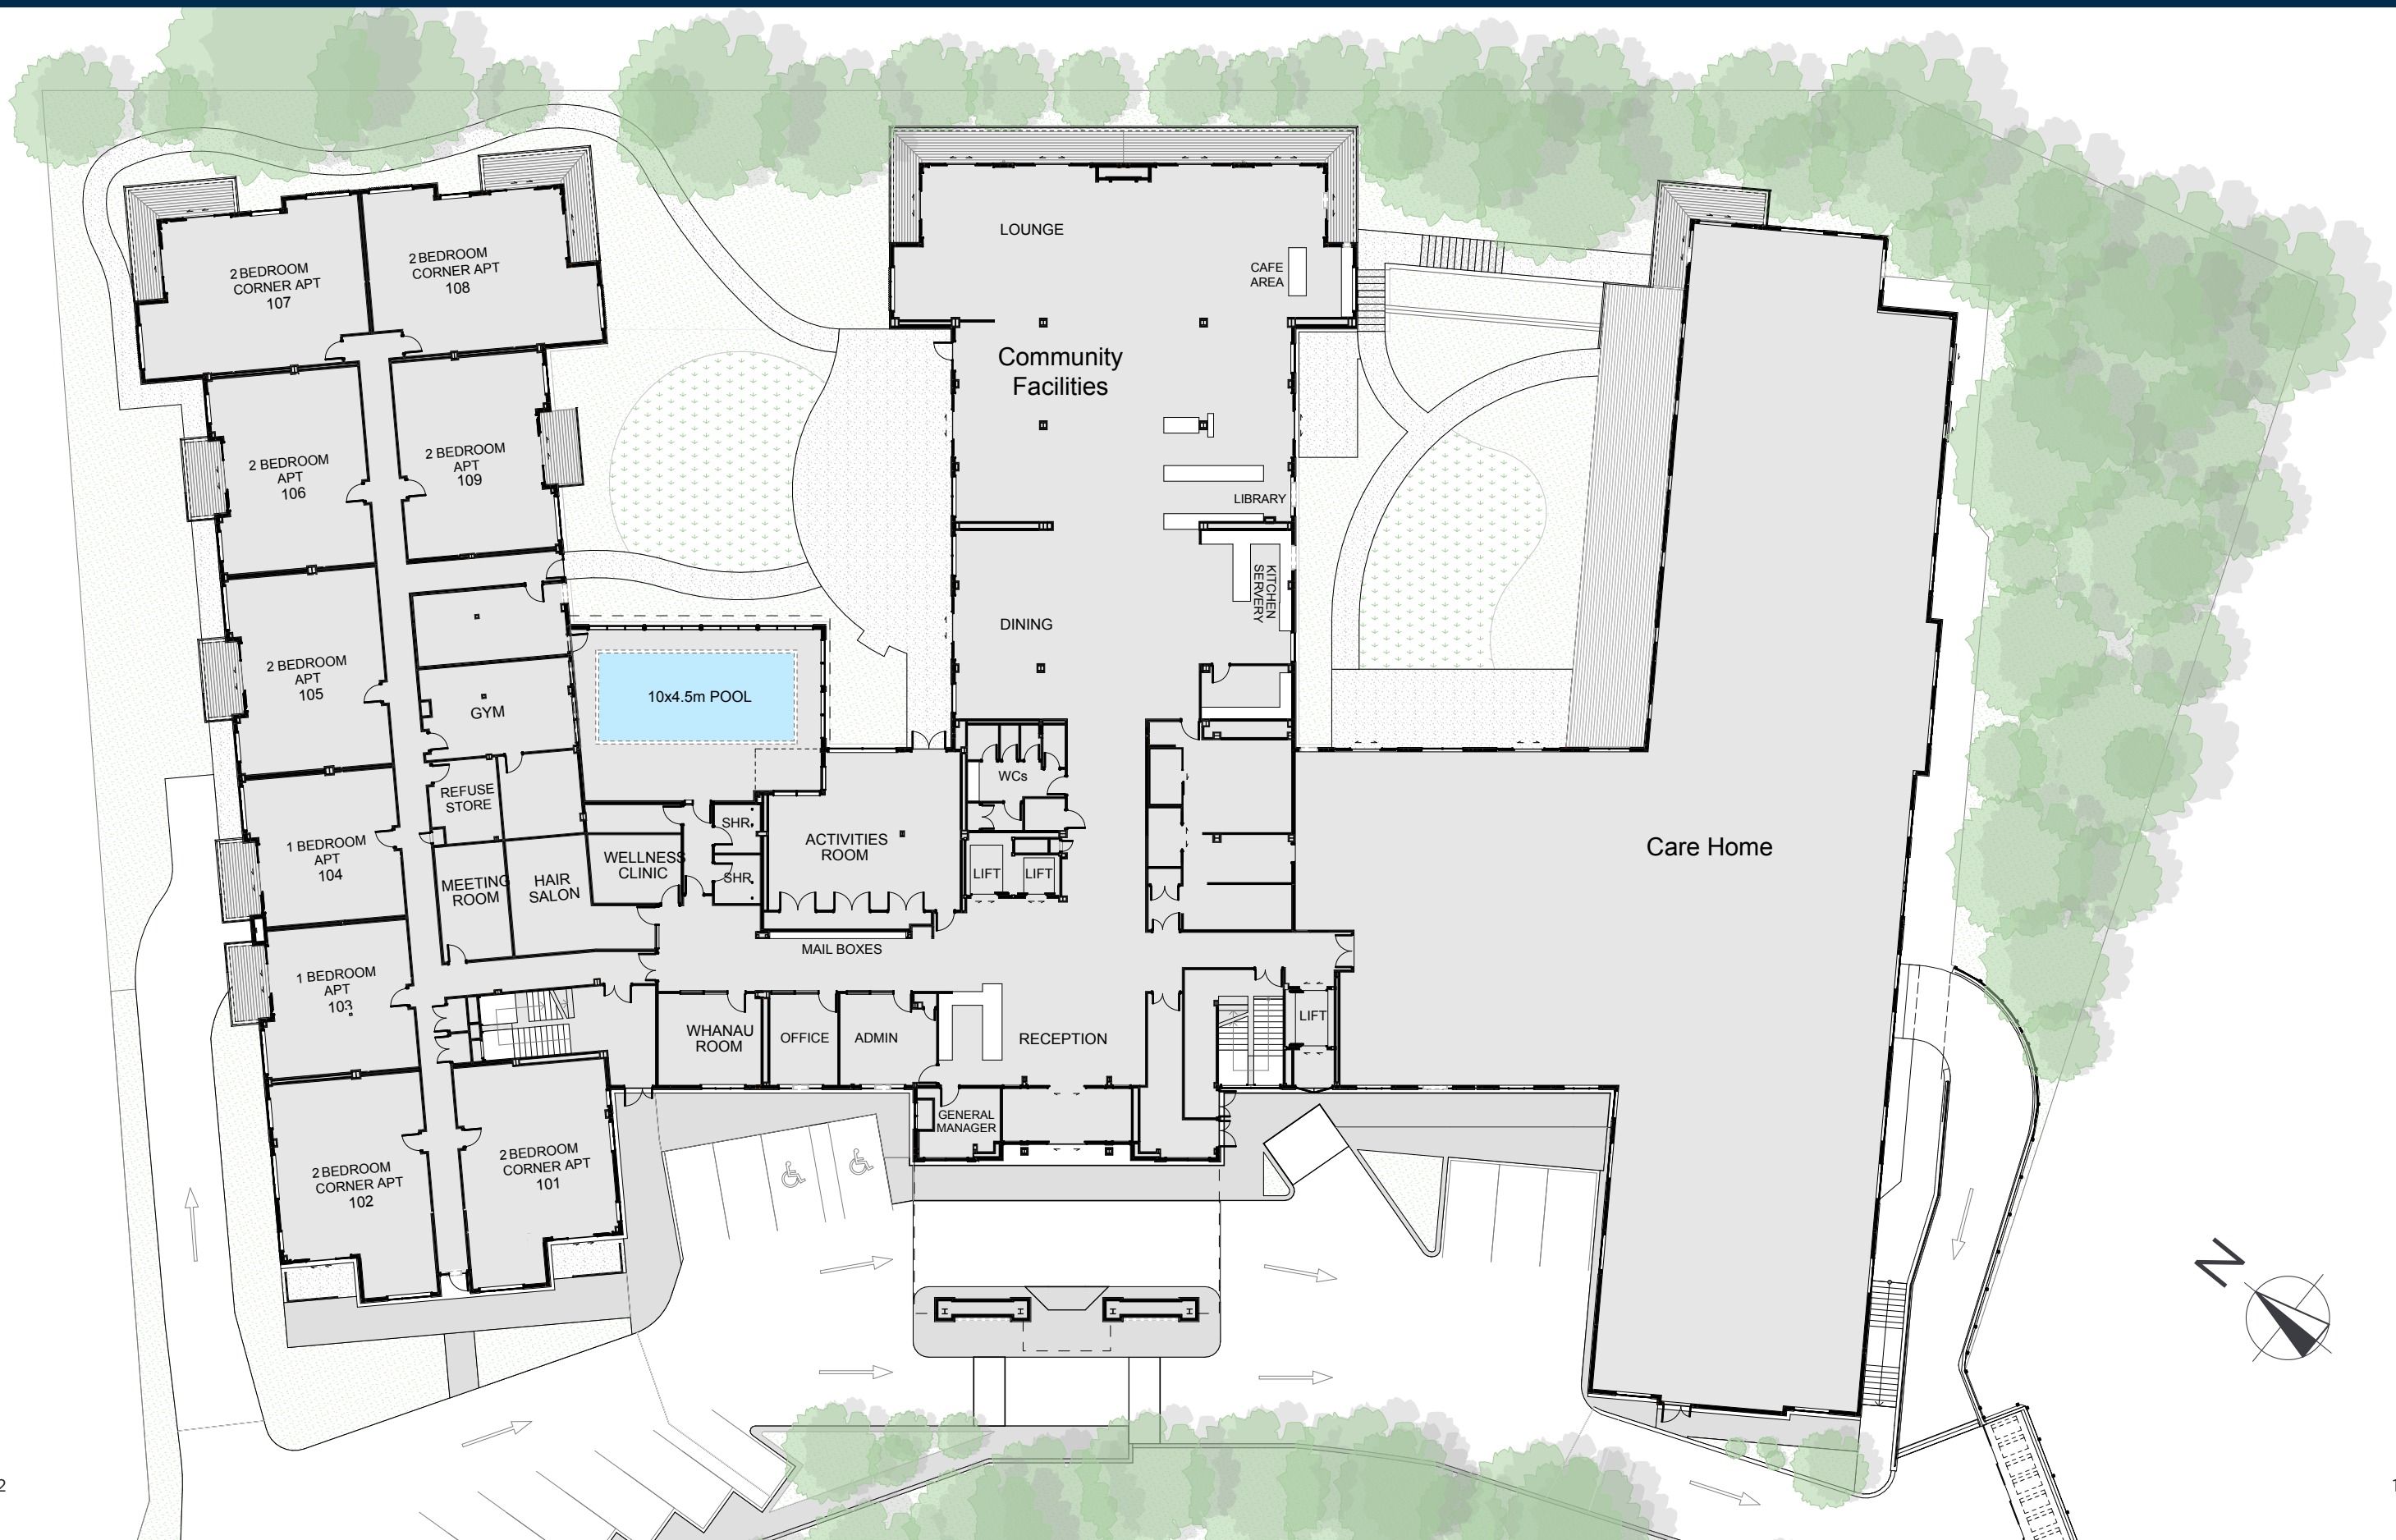 LOUNGE
CAFE
AREA
2 BEDROOM
CORNER APT
107
2 BEDROOM
CORNER APT
108
Community
Facilities
2 BEDROOM
APT
106
2 BEDROOM
APT
109
LIBRARY
KITCHEN
SERVERY
DINING
2 BEDROOM
APT
105
10x4.5m POOL
GYM
WCs
REFUSE
STORE
SHR
ACTIVITIES
ROOM
1 BEDROOM
APT
104
WELLNESS
CLINIC
SHR
LIFT
LIFT
Care Home
MEETING
ROOM
HAIR
SALON
MAIL BOXES
1 BEDROOM
APT
103
WHANAU
ROOM
OFFICE
ADMIN
RECEPTION
LIFT
GENERAL
MANAGER
2 BEDROOM
CORNER APT
102
2 BEDROOM
CORNER APT
101
N
2
1